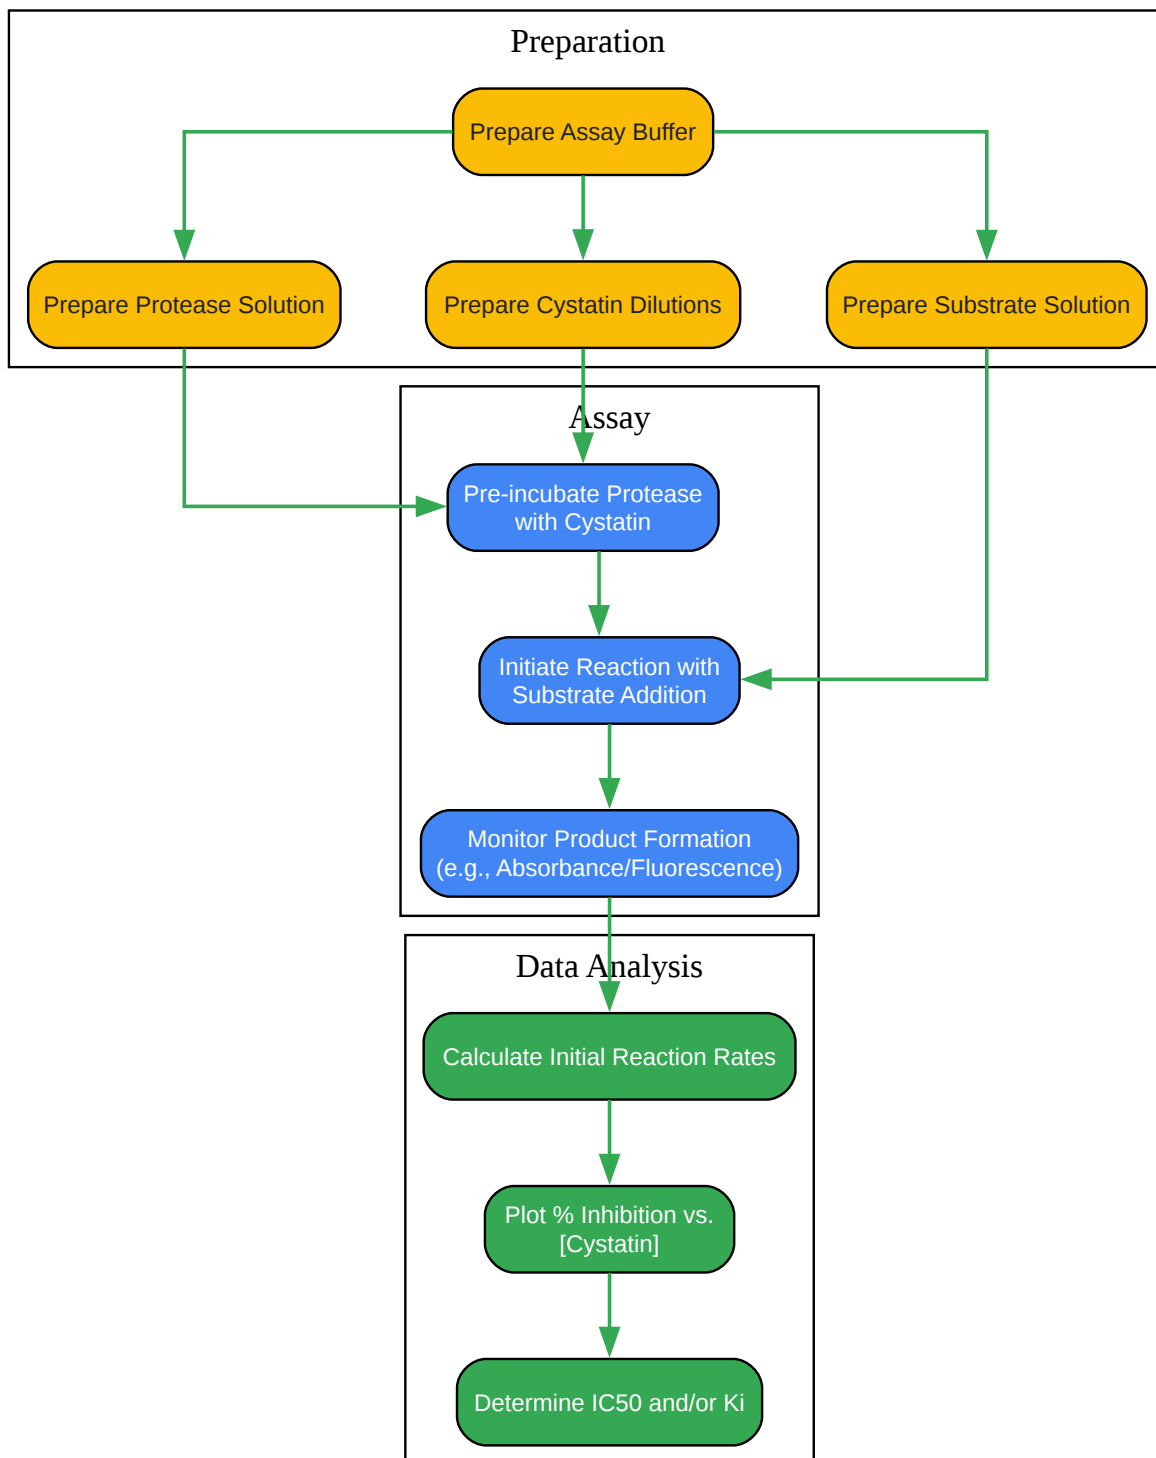 Preparation
Prepare Assay Buffer
Prepare Protease Solution
Prepare Cystatin Dilutions
Prepare Substrate Solution
Assay
Pre-incubate Protease
with Cystatin
Initiate Reaction with
Substrate Addition
Monitor Product Formation
(e.g., Absorbance/Fluorescence)
Data Analysis
Calculate Initial Reaction Rates
Plot % Inhibition vs.
[Cystatin]
Determine IC50 and/or Ki